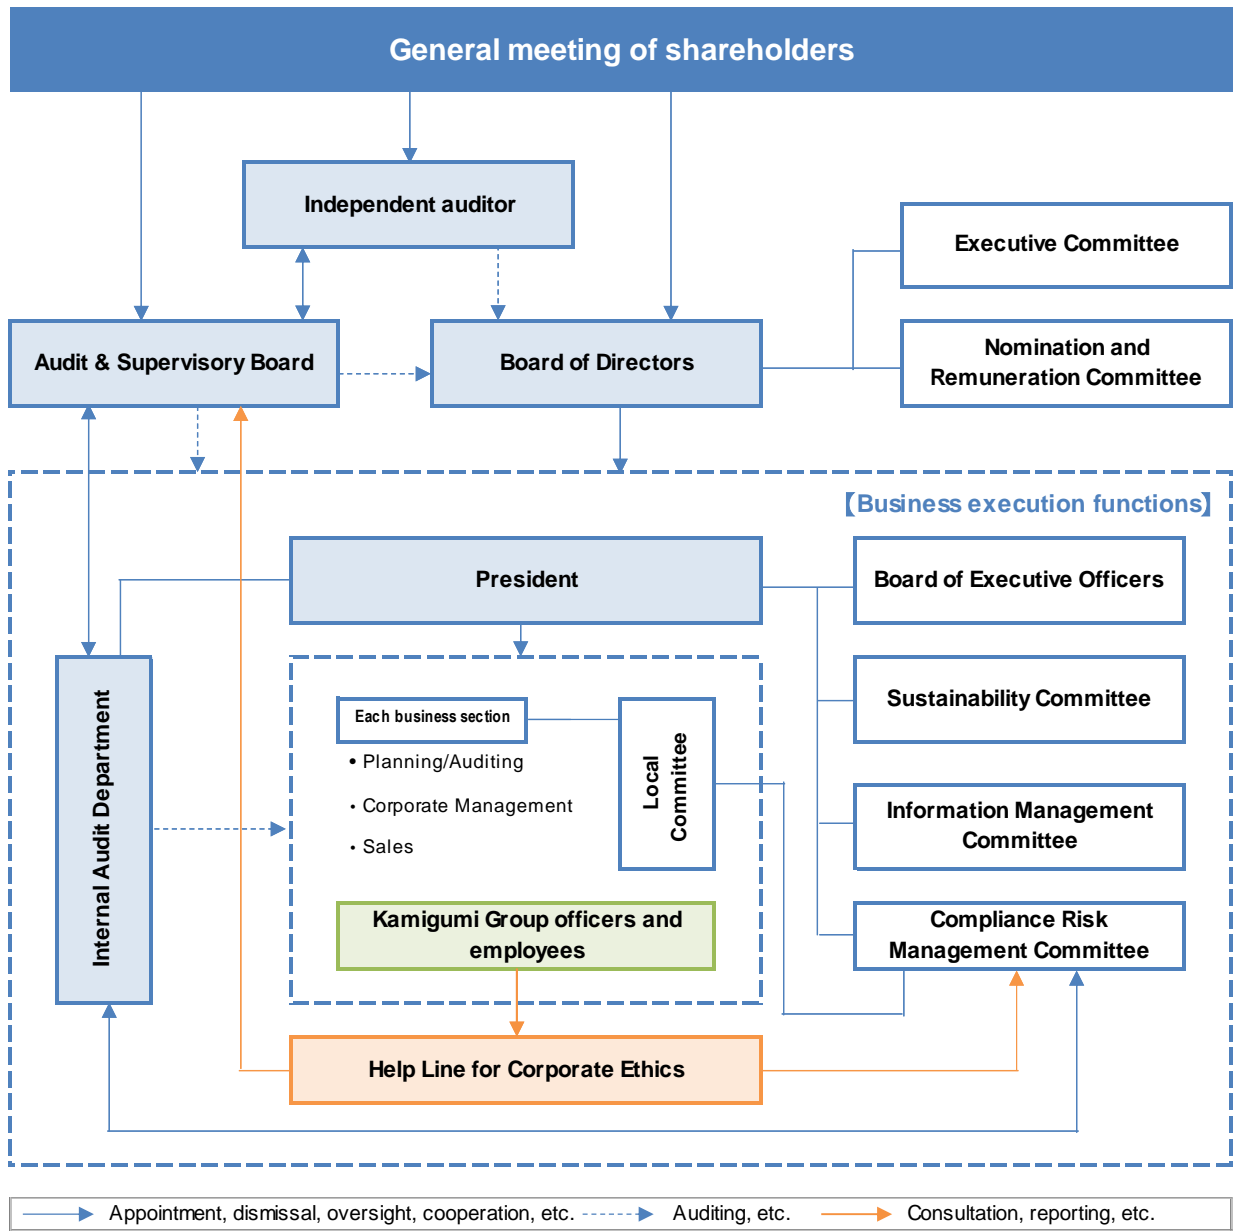 General meeting of shareholders
Independent auditor
Executive Committee
Audit & Supervisory Board
Board of Directors
Nomination and
Remuneration Committee
【Business execution functions】
President
Board of Executive Officers
Internal Audit Department
Each business section
• Planning/Auditing
• Corporate Management
• Sales
Local
Committee
Sustainability Committee
Information Management
Committee
Kamigumi Group officers and
employees
Compliance Risk
Management Committee
Help Line for Corporate Ethics
Appointment, dismissal, oversight, cooperation, etc.
Auditing, etc.
Consultation, reporting, etc.